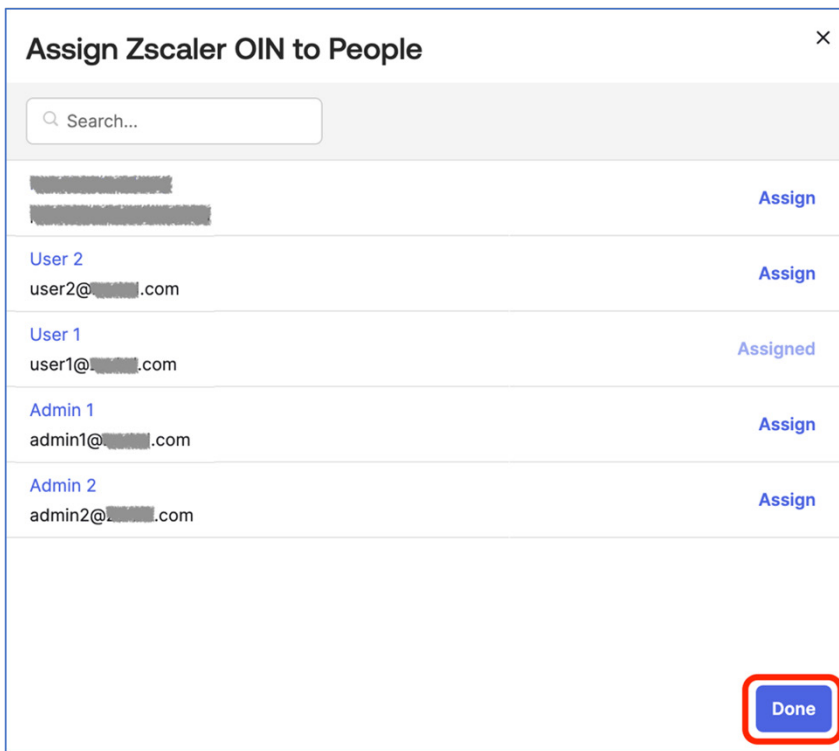 Assign Zscaler OIN to People
Search...
Assign
User 2
user2@ .com
Assign
User 1
user1@ .com
Assigned
Admin 1
admin1@ .com
Assign
Admin 2
admin2@ .com
Assign
Done